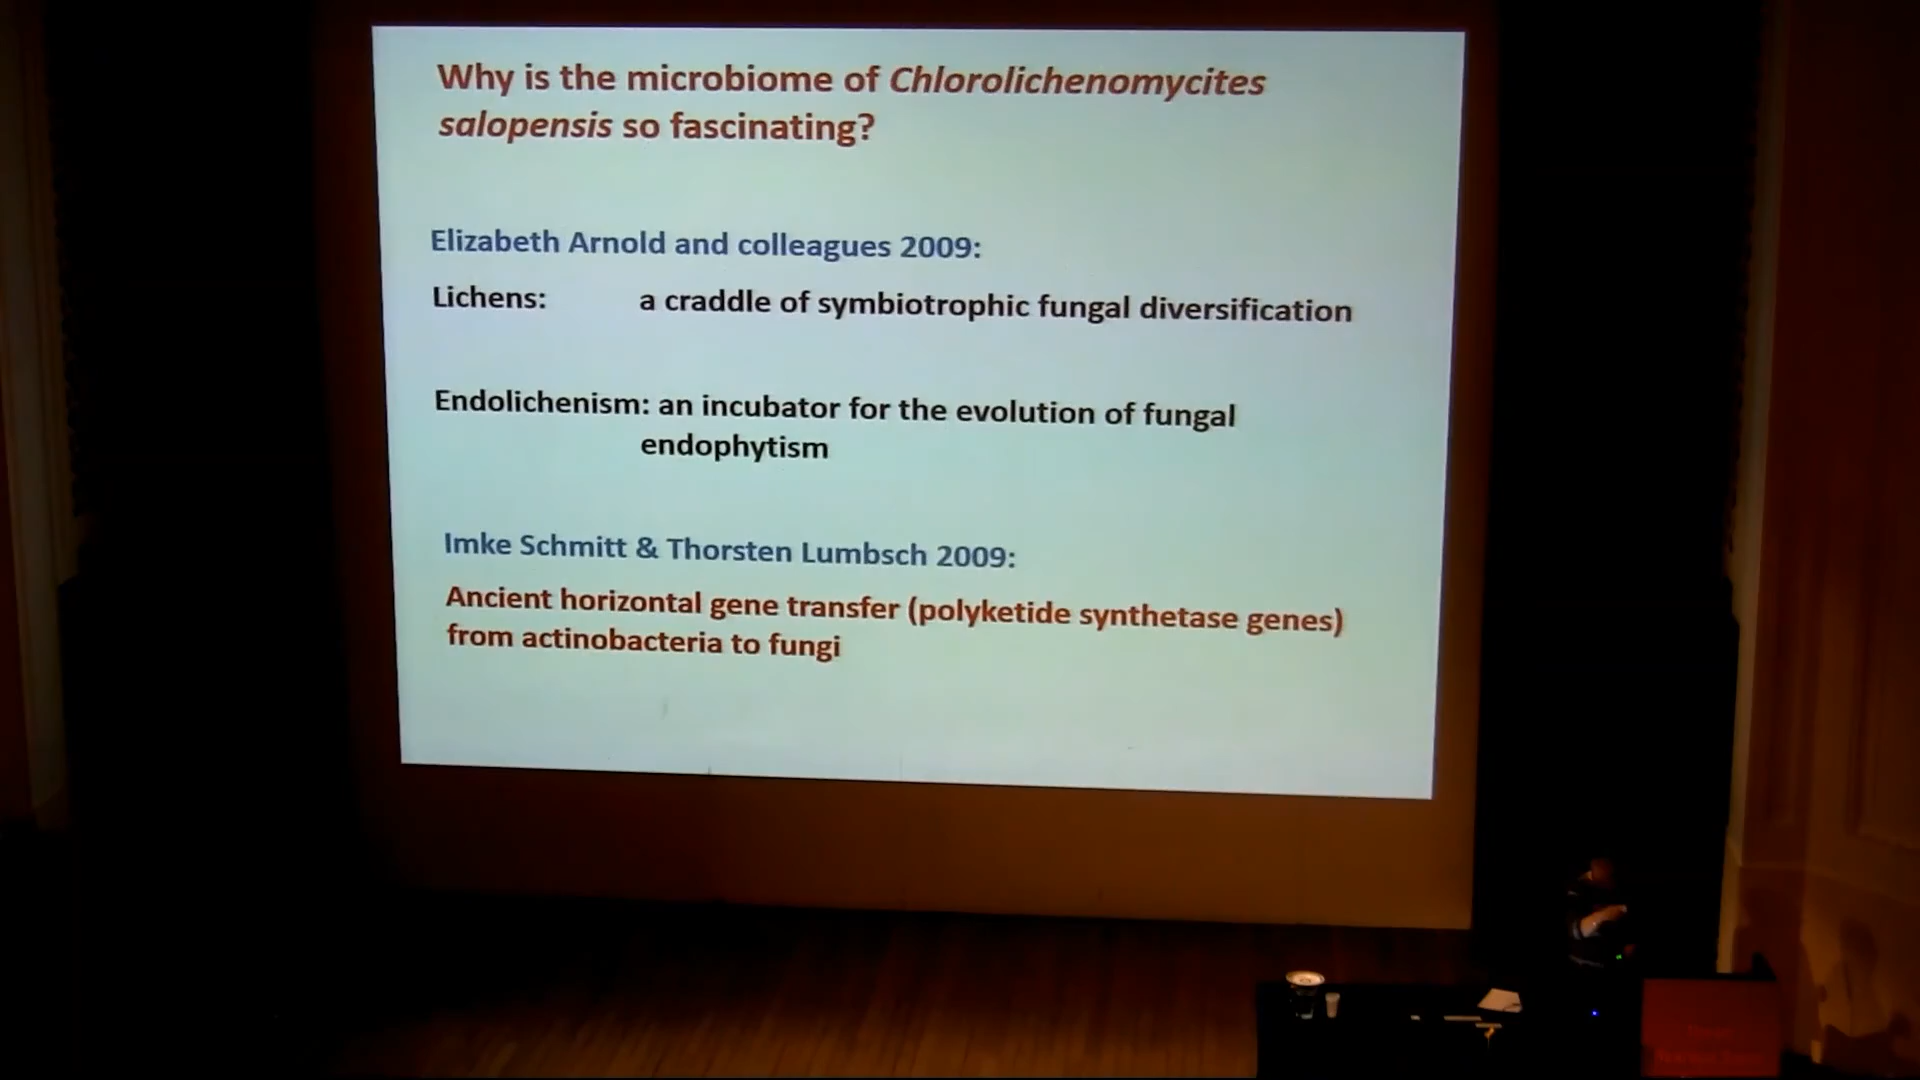 Why is the microbiome of Chlorolichenomycites
salopensis so fascinating?
Elizabeth Arnold and colleagues 2009:
Lichens: a craddle of symbiotrophic fungal diversification
Endolichenism: an incubator for the evolution of fungal
endophytism
Imke Schmitt & Thorsten Lumbsch 2009:
Ancient horizontal gene transfer (polyketide synthetase genes)
from actinobacteria to fungi